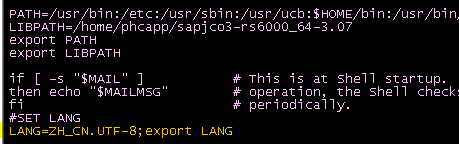 PATH=/usr/bin:/etc:/usr/sbin:/usr/ucb:$HOME/bin:/usr/bin/
LIBPATH=/home/phcapp/sapjco3-rs6000_64-3.07
export PATH
export LIBPATH
if [ -s "$MAIL" ] # This is at Shell startup.
then echo "$MAILMSG" # operation, the Shell checks
fi # periodically.
#SET LANG
LANG=ZH_CN.UTF-8;export LANG